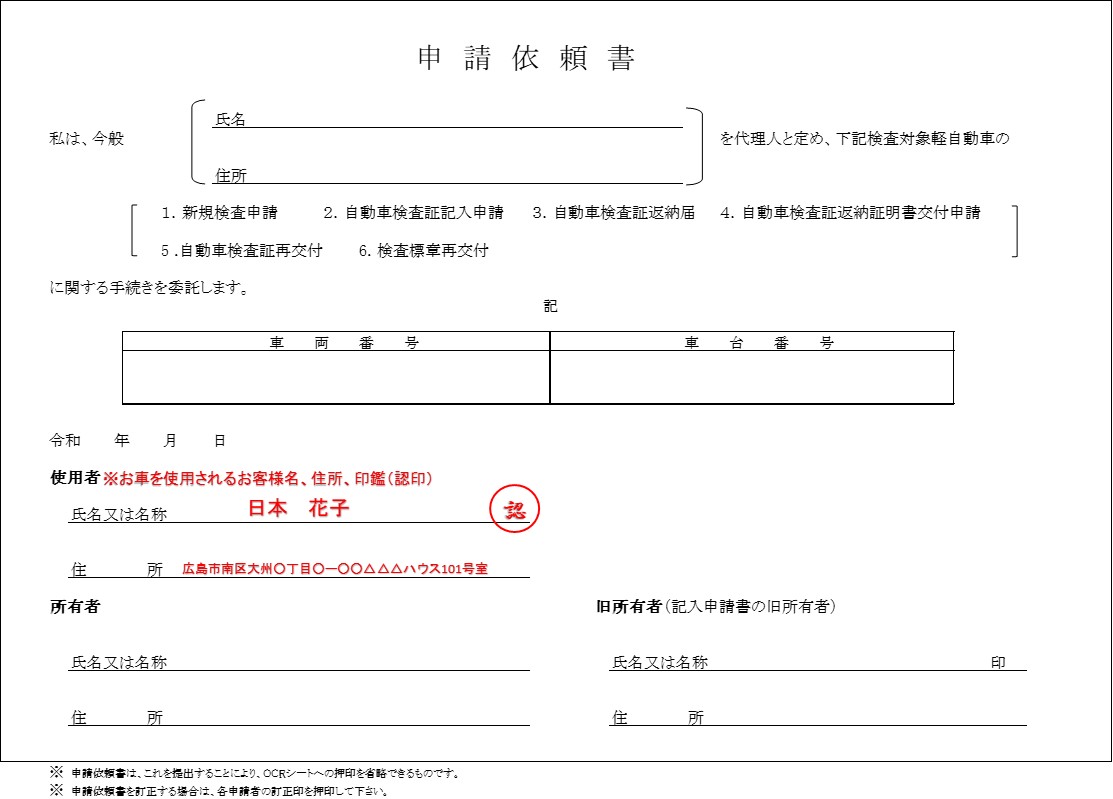 申 請 依 頼 書
氏名
私は、今般
を代理人と定め、下記検査対象軽自動車の
住所
1. 新規検査申請 2. 自動車検査証記入申請 3. 自動車検査証返納届 4. 自動車検査証返納証明書交付申請
5 .自動車検査証再交付 6. 検査標章再交付
に関する手続きを委託します。
記
車 両 番 号 車 台 番 号
令和 年 月 日
使用者※お車を使用されるお客様名、住所、印鑑(認印)
氏名又は名称 日本 花子 認
住 所 広島市南区大州〇丁目〇ー〇〇△△△ハウス101号室
所有者 旧所有者(記入申請書の旧所有者)
氏名又は名称 氏名又は名称 印
住 所 住 所
※ 申請依頼書は、これを提出することにより、OCRシートへの押印を省略できるものです。
※ 申請依頼書を訂正する場合は、各申請者の訂正印を押印して下さい。